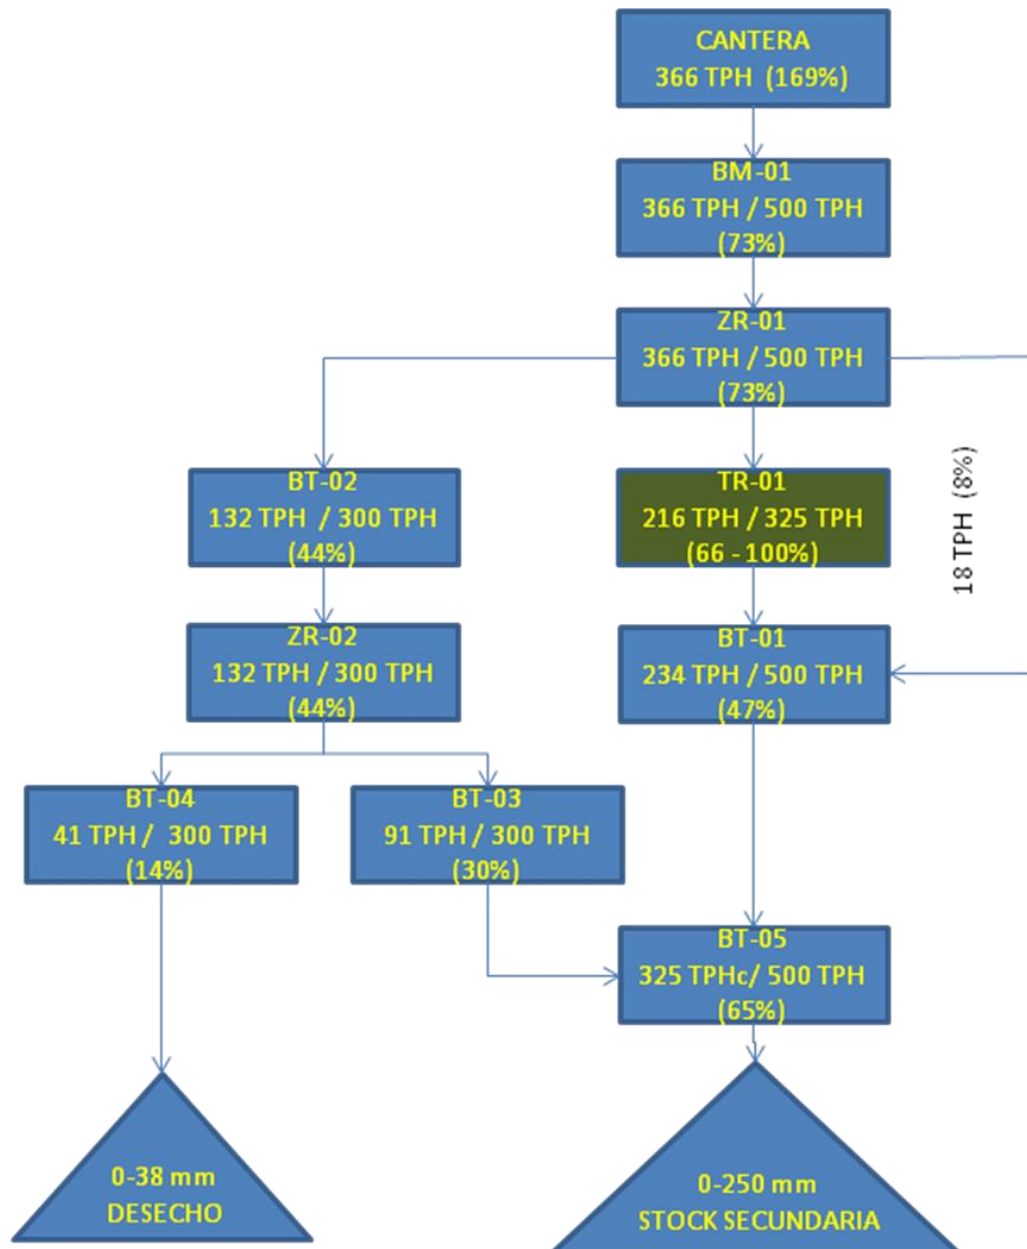 CANTERA
366 TPH (169%)
BM-01
366 TPH / 500 TPH
(73%)
ZR-01
366 TPH / 500 TPH
(73%)
BT-02
132 TPH / 300 TPH
(44%)
TR-01
216 TPH / 325 TPH
(66 - 100%)
18 TPH (8%)
ZR-02
132 TPH / 300 TPH
(44%)
BT-01
234 TPH / 500 TPH
(47%)
BT-04
41 TPH / 300 TPH
(14%)
BT-03
91 TPH / 300 TPH
(30%)
BT-05
325 TPHc/ 500 TPH
(65%)
0-38 mm
DESECHO
0-250 mm
STOCK SECUNDARIA